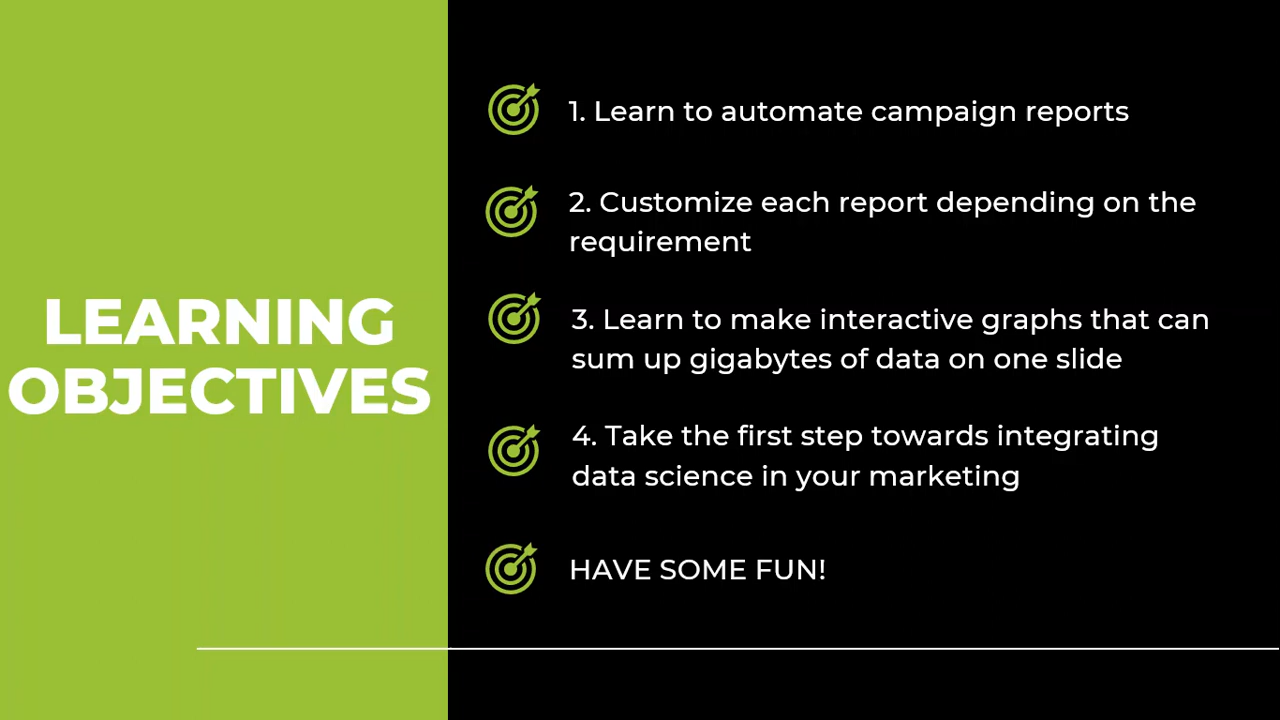 LEARNING
OBJECTIVES
1. Learn to automate campaign reports
2. Customize each report depending on the
requirement
3. Learn to make interactive graphs that can
sum up gigabytes of data on one slide
4. Take the first step towards integrating
data science in your marketing
HAVE SOME FUN!